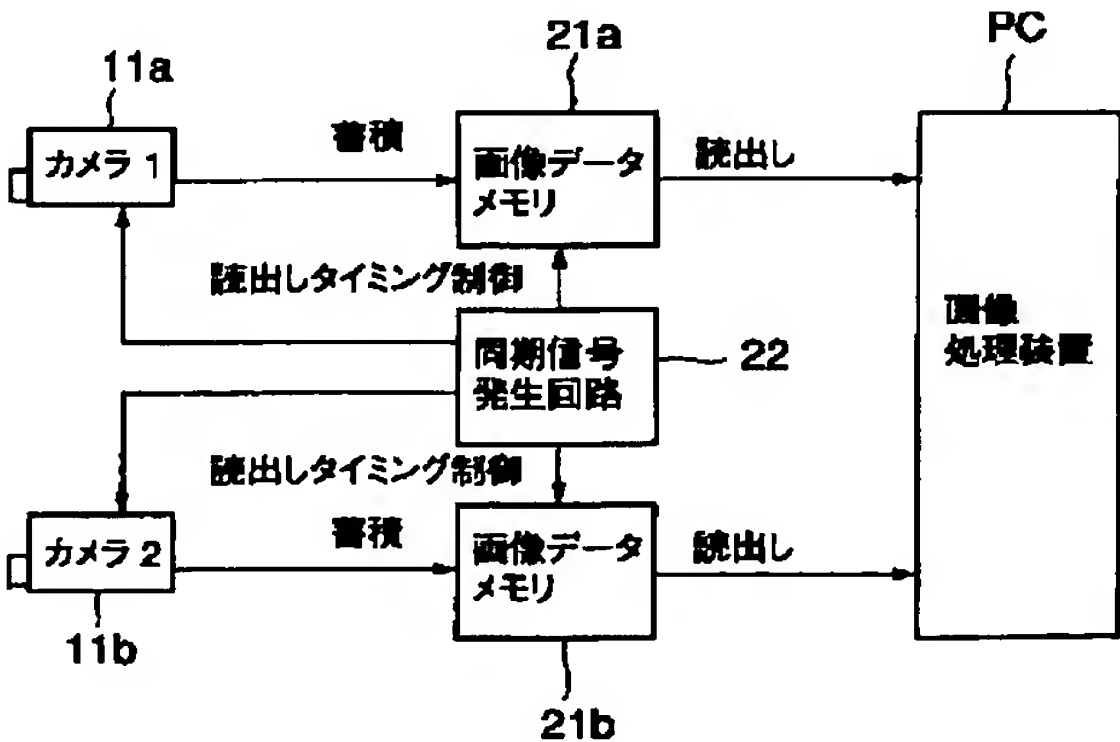 11a
21a
PC
カメラ 1
蓄積
画像データ
メモリ
読出し
読出しタイミング制御
同期信号
発生回路
22
画像
処理装置
読出しタイミング制御
カメラ 2
蓄積
画像データ
メモリ
読出し
11b
21b